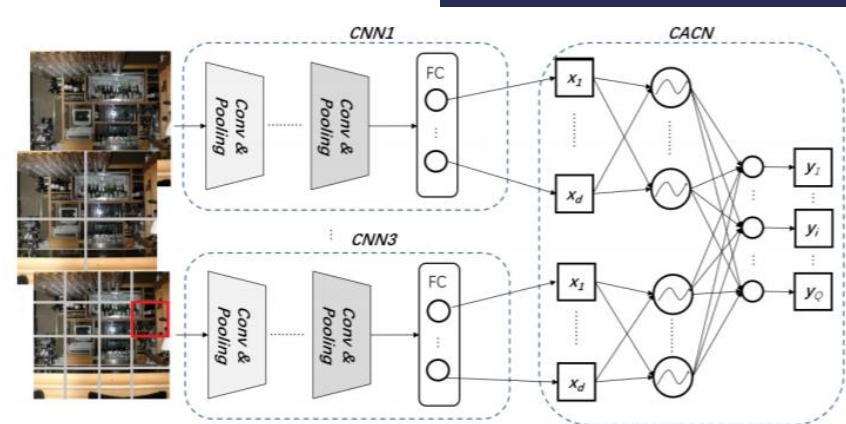 CNN1
Conv &
Pooling
Conv &
Pooling
FC
CNN3
Conv &
Pooling
Conv &
Pooling
FC
CACN
x1
xd
x1
xd
y1
yi
yQ